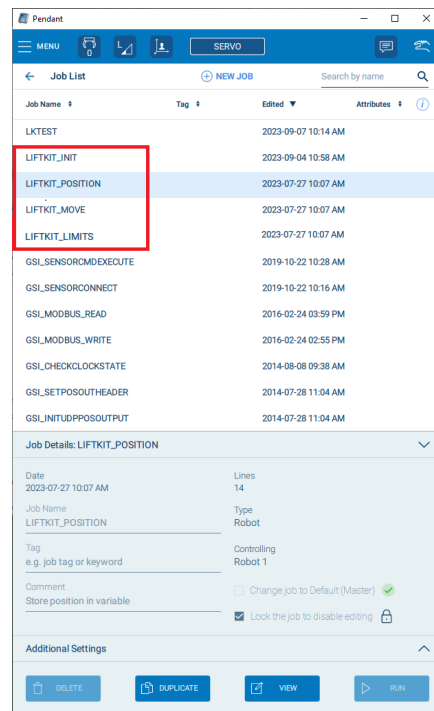 Pendant
MENU 0 SERVO
Job List NEW JOB Search by name
Job Name Tag Edited Attributes
LKTEST 2023-09-07 10:14 AM
LIFTKIT_INIT 2023-09-04 10:58 AM
LIFTKIT_POSITION 2023-07-27 10:07 AM
LIFTKIT_MOVE 2023-07-27 10:07 AM
LIFTKIT_LIMITS 2023-07-27 10:07 AM
GSI_SENSORCMDEXECUTE 2019-10-22 10:28 AM
GSI_SENSORCONNECT 2019-10-22 10:16 AM
GSI_MODBUS_READ 2016-02-24 03:59 PM
GSI_MODBUS_WRITE 2016-02-24 02:55 PM
GSI_CHECKCLOCKSTATE 2014-08-08 09:38 AM
GSI_SETPOSOUTHEADER 2014-07-28 11:04 AM
GSI_INITUDPPOSOUTPUT 2014-07-28 11:04 AM
Job Details: LIFTKIT_POSITION
Date Lines
2023-07-27 10:07 AM 14
Job Name Type
LIFTKIT_POSITION Robot
Tag Controlling
e.g. job tag or keyword Robot 1
Comment Change job to Default (Master)
Store position in variable
Lock the job to disable editing
Additional Settings
DELETE DUPLICATE VIEW RUN